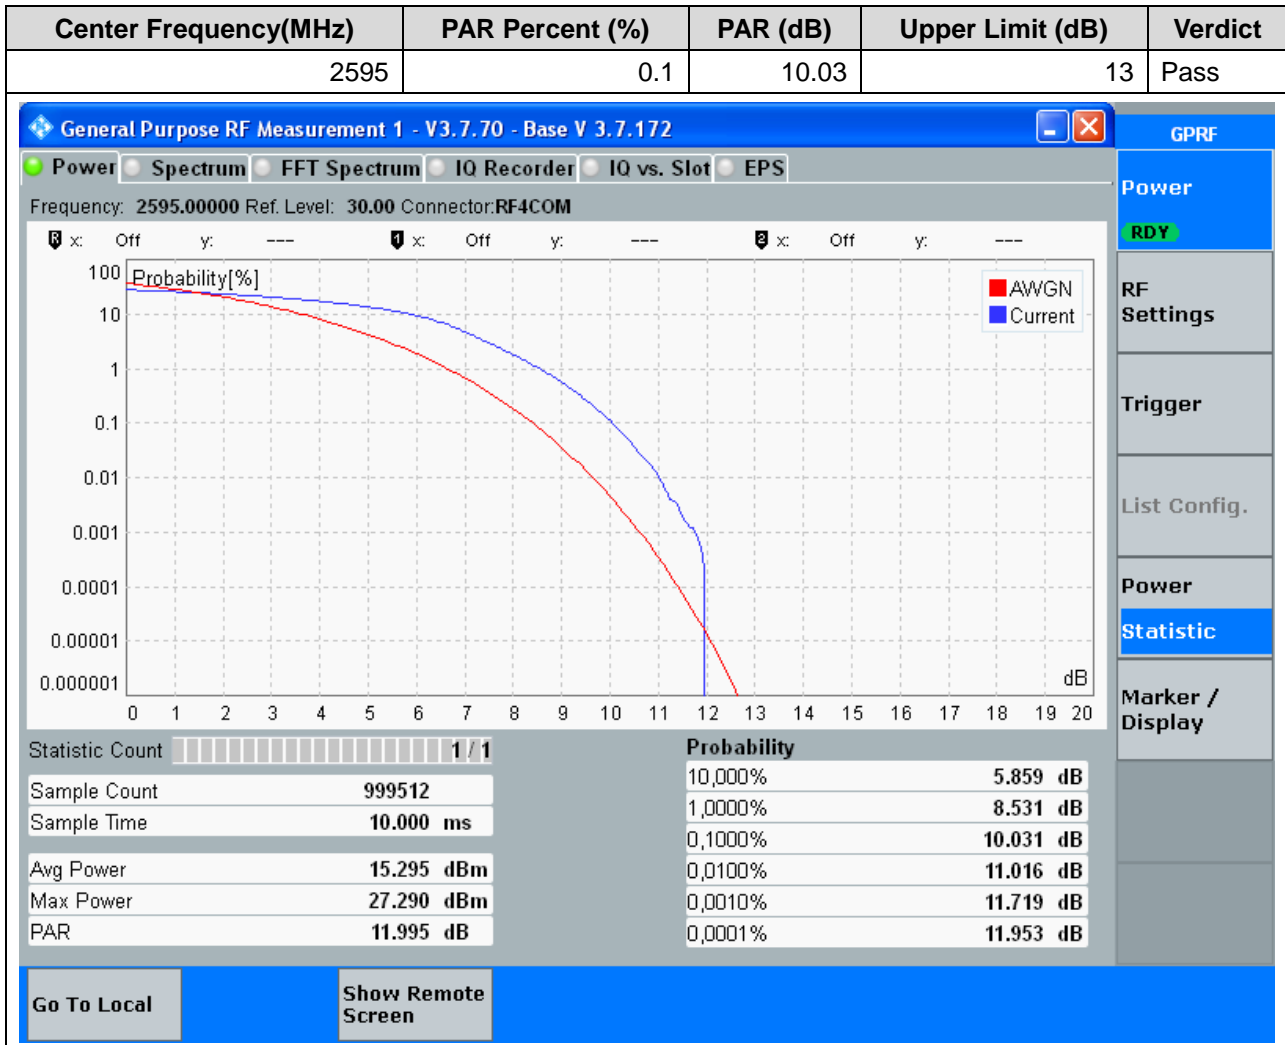 Center Frequency(MHz) PAR Percent (%) PAR (dB) Upper Limit (dB) Verdict
2595 0.1 10.03 13 Pass
General Purpose RF Measurement 1 - V3.7.70 - Base V 3.7.172
GPRF
Power Spectrum FFT Spectrum IQ Recorder IQ vs. Slot EPS
Power
RDY
Frequency: 2595.00000 Ref. Level: 30.00 Connector:RF4COM
R x: Off y: --- 1 x: Off y: --- 2 x: Off y: ---
Probability[%]
AWGN
Current
100
10
1
0.1
0.01
0.001
0.0001
0.00001
0.000001
dB
0 1 2 3 4 5 6 7 8 9 10 11 12 13 14 15 16 17 18 19 20
RF
Settings
Trigger
List Config.
Power
Statistic
Marker /
Display
Statistic Count 1 / 1
Sample Count 999512
Sample Time 10.000 ms
Avg Power 15.295 dBm
Max Power 27.290 dBm
PAR 11.995 dB
Probability
10,000% 5.859 dB
1,0000% 8.531 dB
0,1000% 10.031 dB
0,0100% 11.016 dB
0,0010% 11.719 dB
0,0001% 11.953 dB
Go To Local
Show Remote
Screen